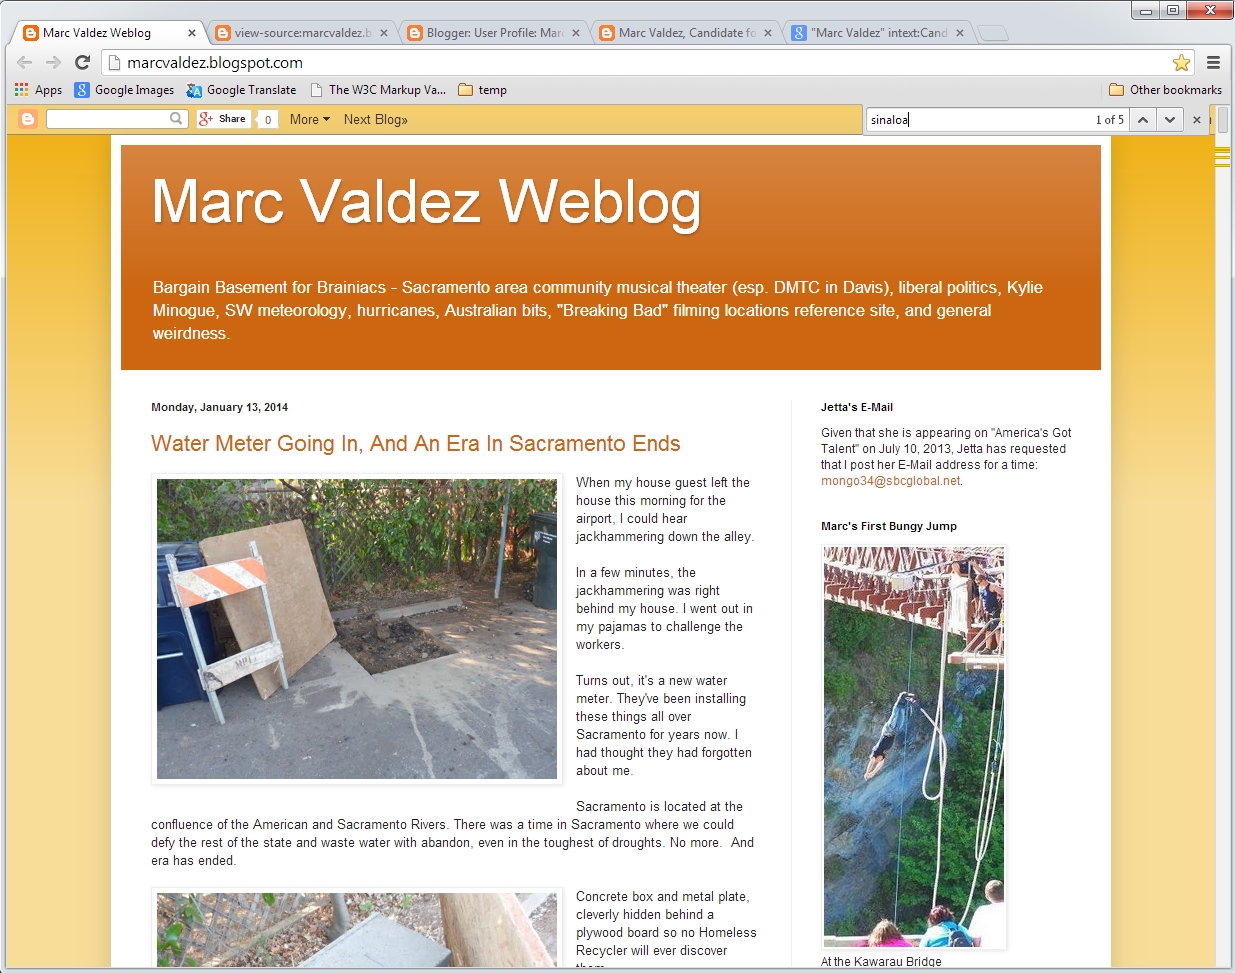 Marc Valdez Weblog
view-source:marcvaldez.b
Blogger: User Profile: Mar
Marc Valdez, Candidate fo
"Marc Valdez" intext:Cand
marcvaldez.blogspot.com
Apps
Google Images
Google Translate
The W3C Markup Va...
temp
Other bookmarks
Share
0
More
Next Blog»
sinaloa
1 of 5
Marc Valdez Weblog
Bargain Basement for Brainiacs - Sacramento area community musical theater (esp. DMTC in Davis), liberal politics, Kylie
Minogue, SW meteorology, hurricanes, Australian bits, "Breaking Bad" filming locations reference site, and general
weirdness.
Monday, January 13, 2014
Water Meter Going In, And An Era In Sacramento Ends
When my house guest left the
house this morning for the
airport, I could hear
jackhammering down the alley.
In a few minutes, the
jackhammering was right
behind my house. I went out in
my pajamas to challenge the
workers.
Turns out, it's a new water
meter. They've been installing
these things all over
Sacramento for years now. I
had thought they had forgotten
about me.
Sacramento is located at the
confluence of the American and Sacramento Rivers. There was a time in Sacramento where we could
defy the rest of the state and waste water with abandon, even in the toughest of droughts. No more. And
era has ended.
Concrete box and metal plate,
cleverly hidden behind a
plywood board so no Homeless
Recycler will ever discover
Jetta's E-Mail
Given that she is appearing on "America's Got
Talent" on July 10, 2013, Jetta has requested
that I post her E-Mail address for a time:
mongo34@sbcglobal.net.
Marc's First Bungy Jump
At the Kawarau Bridge